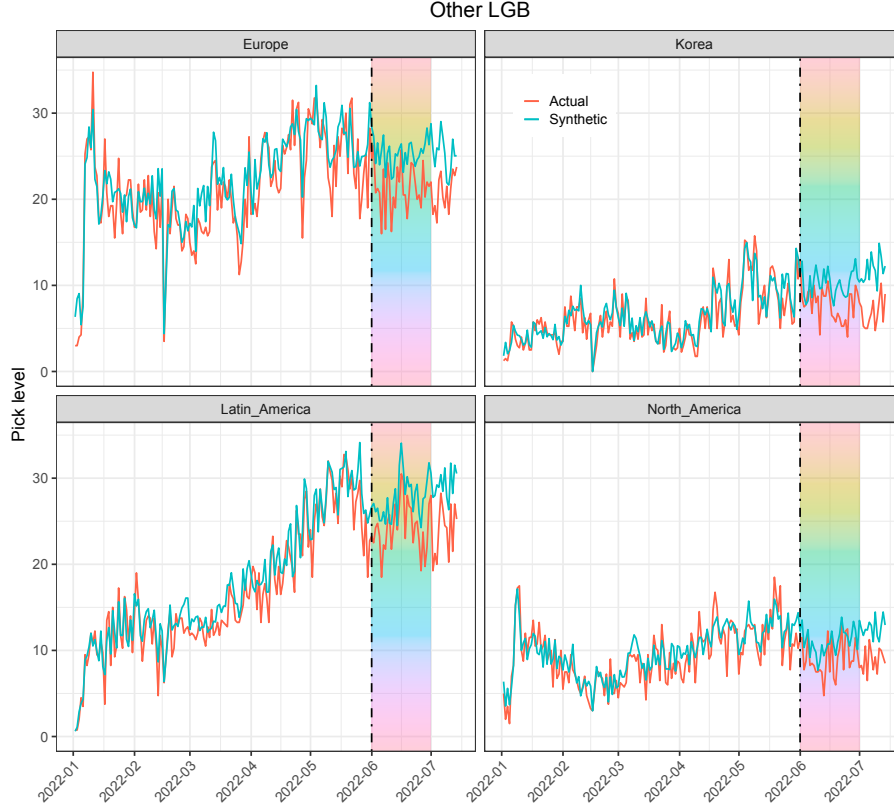 Other LGB
Europe
Korea
Actual
Synthetic
30
20
10
0
Pick level
Latin_America
North_America
30
20
10
0
2022-01
2022-02
2022-03
2022-04
2022-05
2022-06
2022-07
2022-01
2022-02
2022-03
2022-04
2022-05
2022-06
2022-07